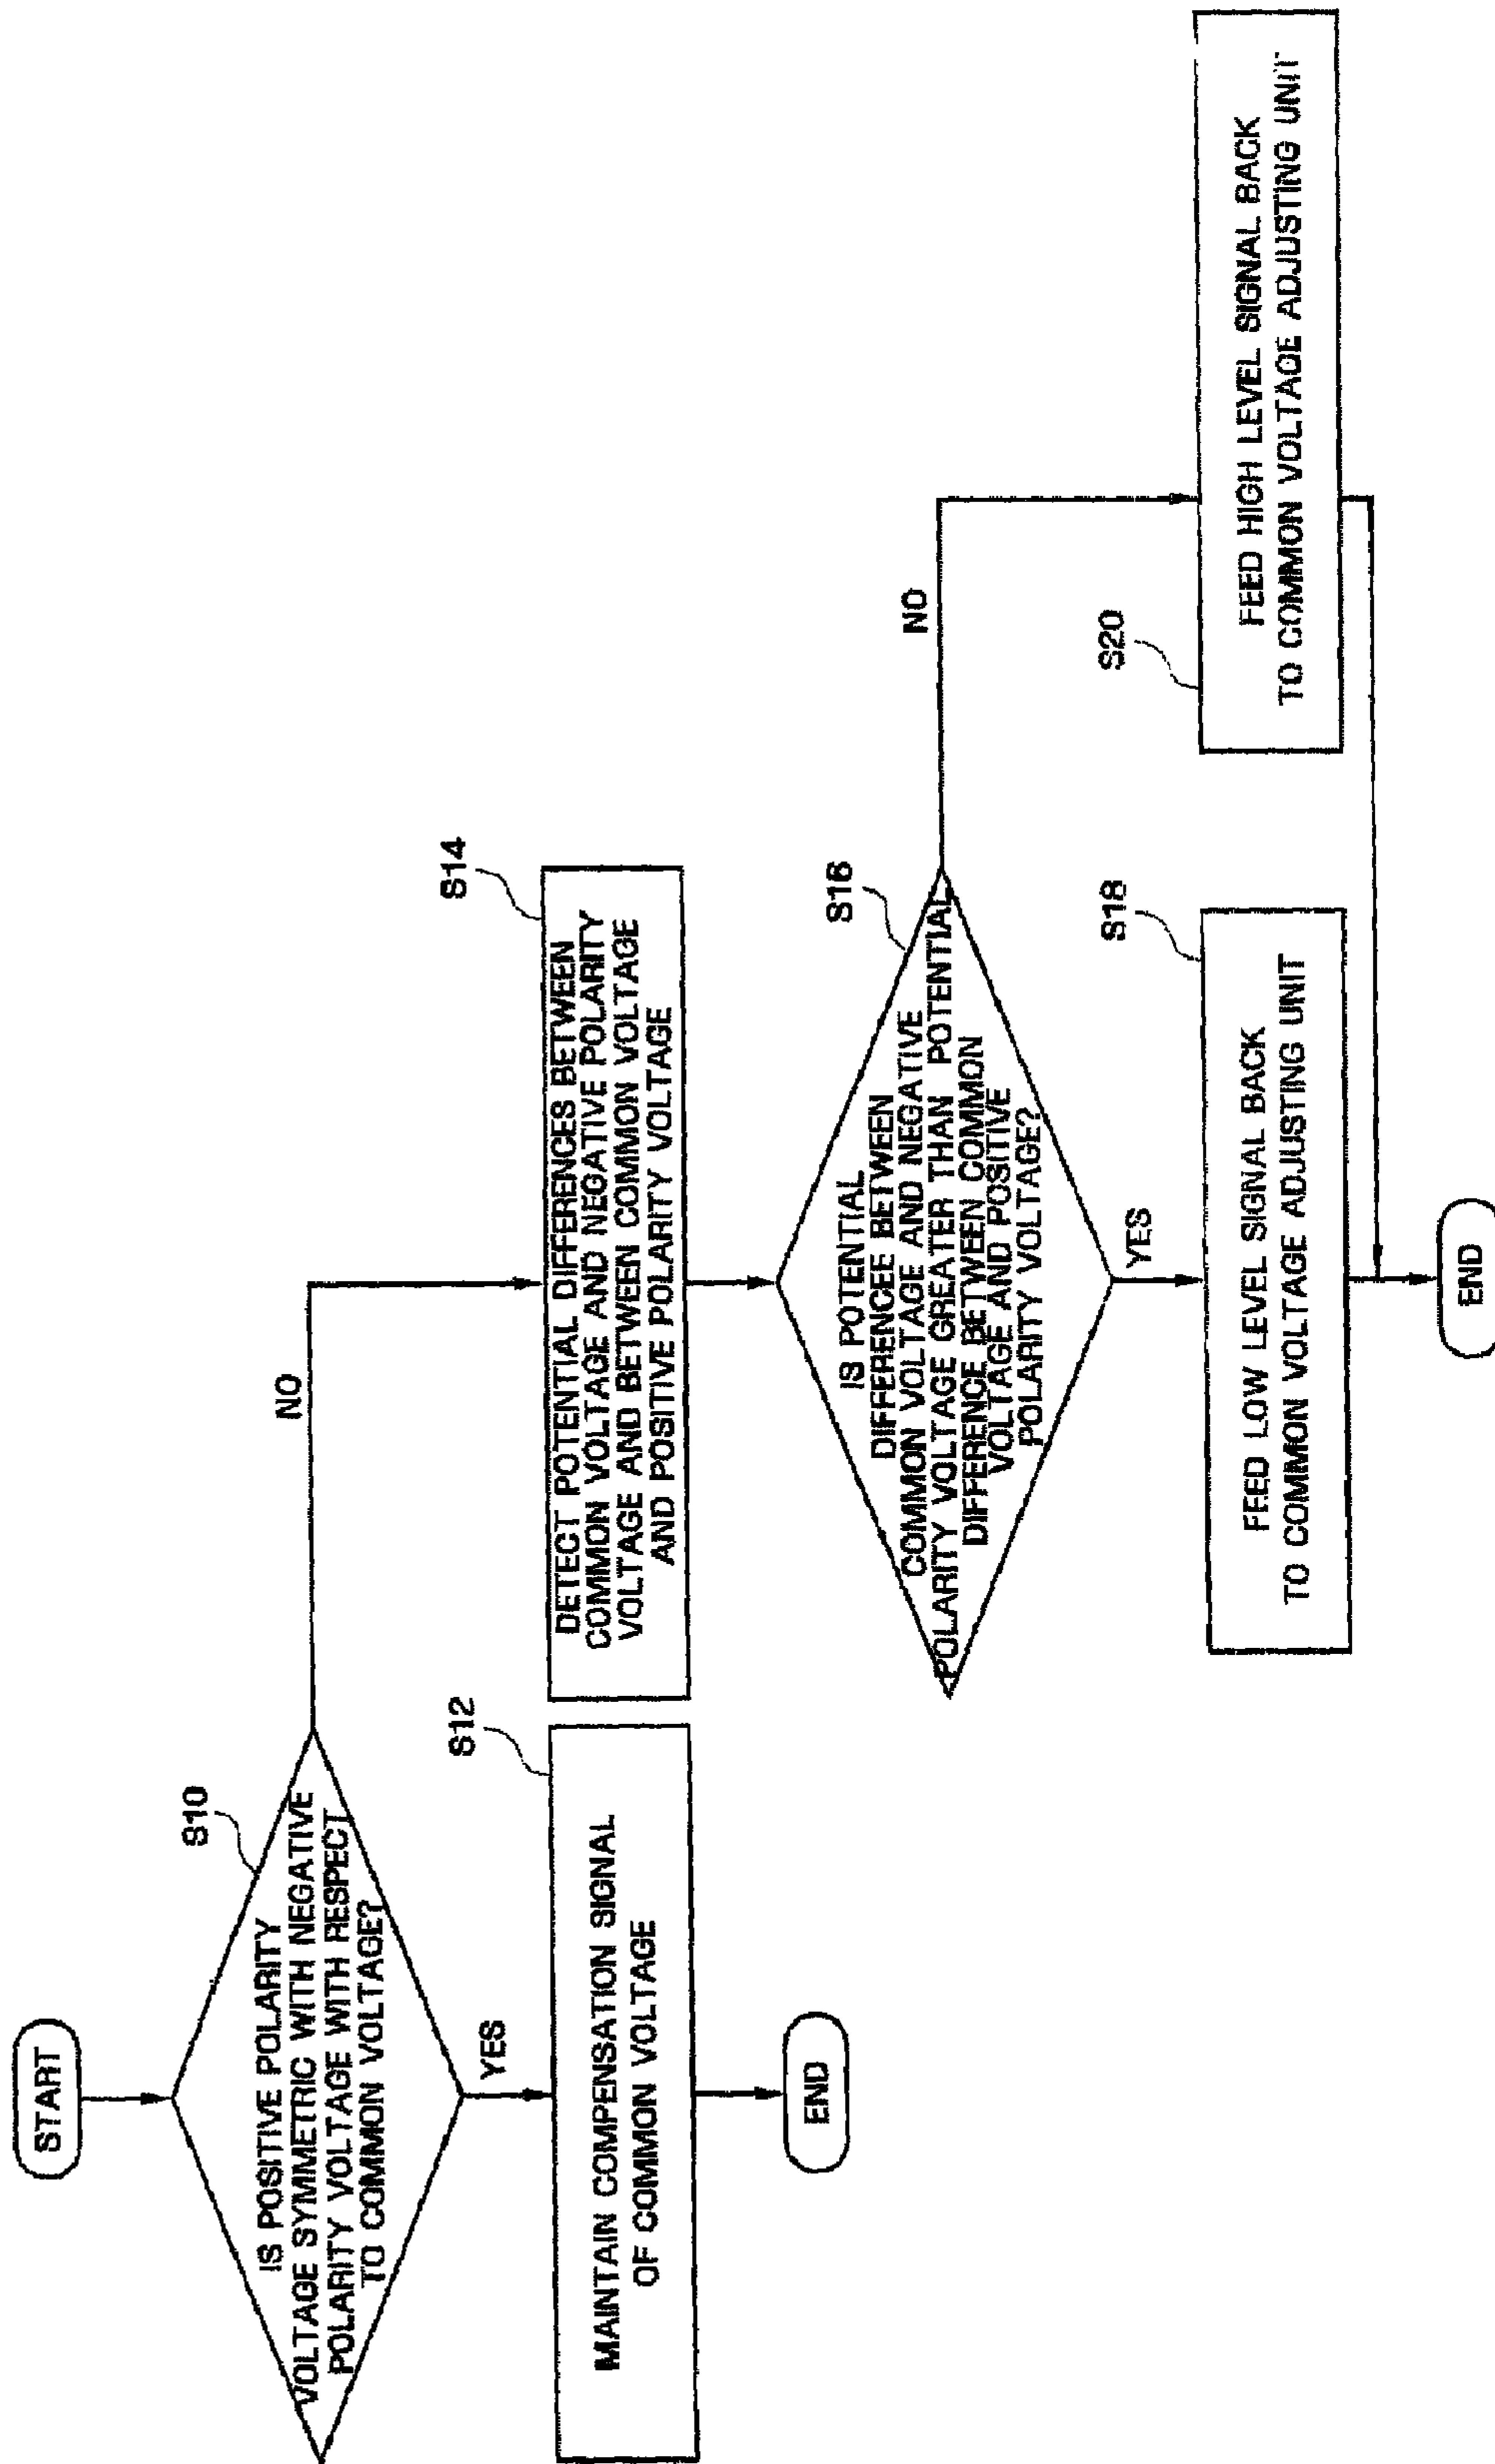 START
S10
IS POSITIVE POLARITY
VOLTAGE SYMMETRIC WITH NEGATIVE
POLARITY VOLTAGE WITH RESPECT
TO COMMON VOLTAGE?
YES
NO
S12
MAINTAIN COMPENSATION SIGNAL
OF COMMON VOLTAGE
END
S14
DETECT POTENTIAL DIFFERENCES BETWEEN
COMMON VOLTAGE AND NEGATIVE POLARITY
VOLTAGE AND BETWEEN COMMON VOLTAGE
AND POSITIVE POLARITY VOLTAGE
S16
IS POTENTIAL
DIFFERENCEE BETWEEN
COMMON VOLTAGE AND NEGATIVE
POLARITY VOLTAGE GREATER THAN POTENTIAL
DIFFERENCE BETWEEN COMMON
VOLTAGE AND POSITIVE
POLARITY VOLTAGE?
YES
NO
S18
FEED LOW LEVEL SIGNAL BACK
TO COMMON VOLTAGE ADJUSTING UNIT
S20
FEED HIGH LEVEL SIGNAL BACK
TO COMMON VOLTAGE ADJUSTING UNIT
END